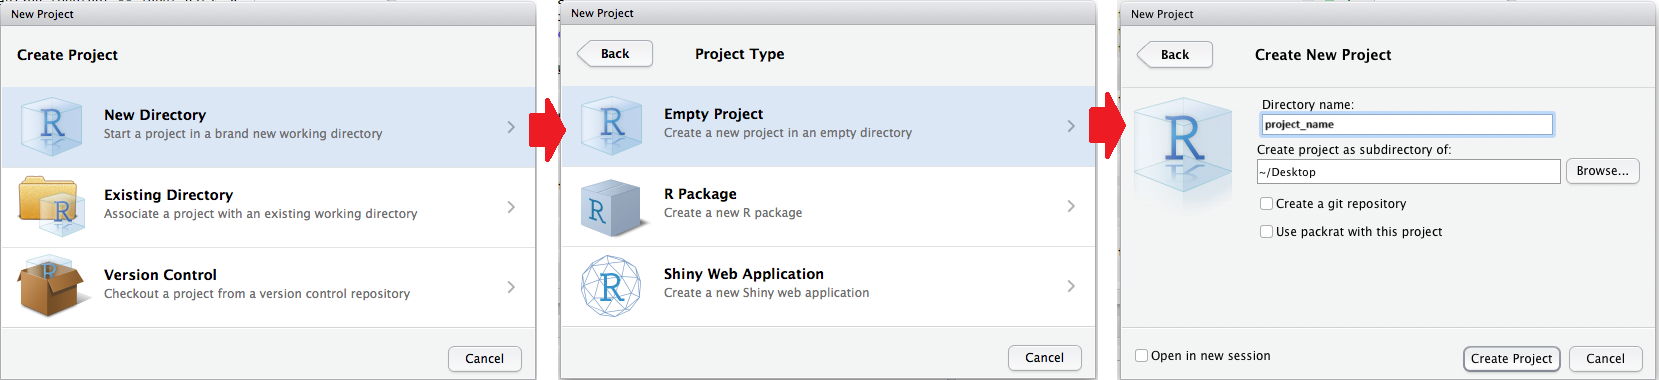 New Project
Create Project
New Directory
Start a project in a brand new working directory
Existing Directory
Associate a project with an existing working directory
Version Control
Checkout a project from a version control repository
Cancel
New Project
Back
Project Type
Empty Project
Create a new project in an empty directory
R Package
Create a new R package
Shiny Web Application
Create a new Shiny web application
Cancel
New Project
Back
Create New Project
Directory name:
project_name
Create project as subdirectory of:
~/Desktop
Browse...
Create a git repository
Use packrat with this project
Open in new session
Create Project
Cancel